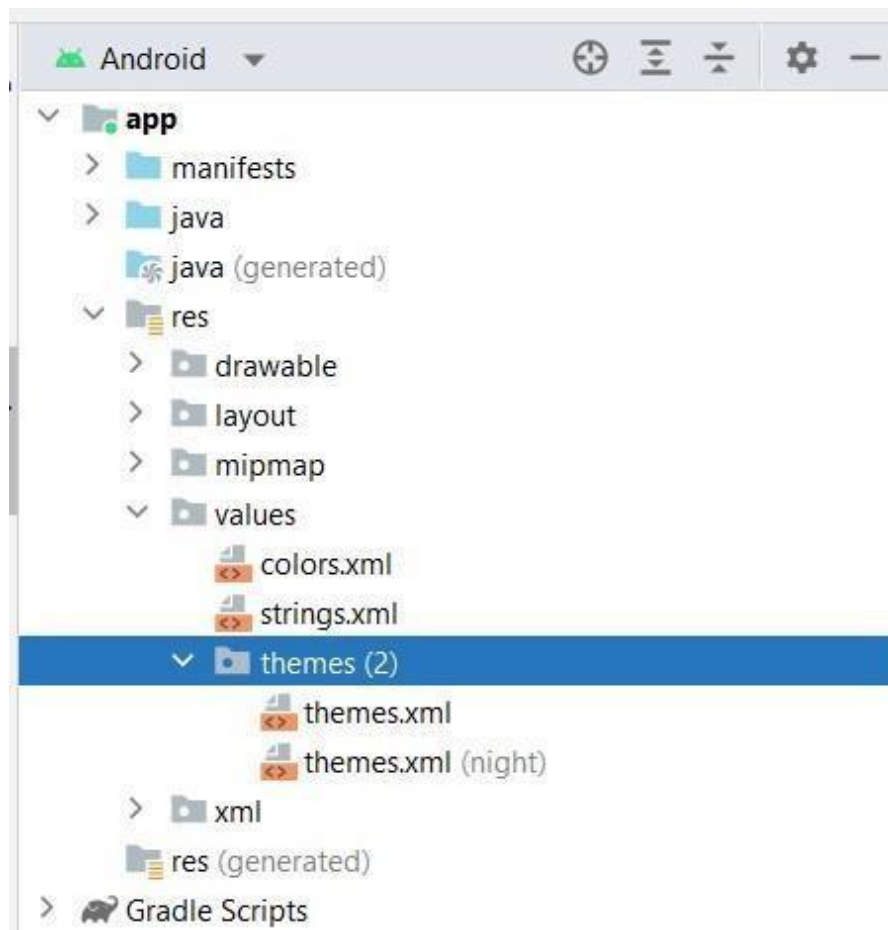 Android
app
manifests
java
java (generated)
res
drawable
layout
mipmap
values
colors.xml
strings.xml
themes (2)
themes.xml
themes.xml (night)
xml
res (generated)
Gradle Scripts